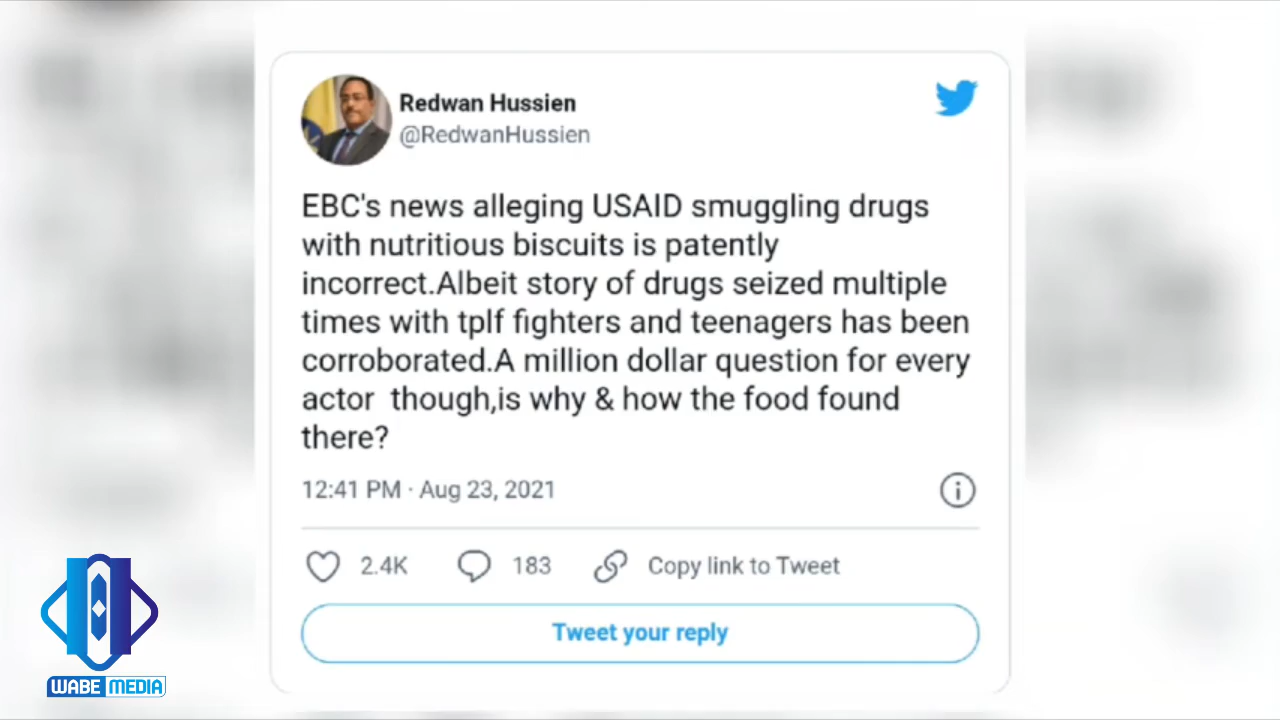 Redwan Hussien
@RedwanHussien
EBC's news alleging USAID smuggling drugs
with nutritious biscuits is patently
incorrect.Albeit story of drugs seized multiple
times with tplf fighters and teenagers has been
corroborated.A million dollar question for every
actor  though,is why & how the food found
there?
12:41 PM · Aug 23, 2021
2.4K 183 Copy link to Tweet
Tweet your reply
WABE MEDIA